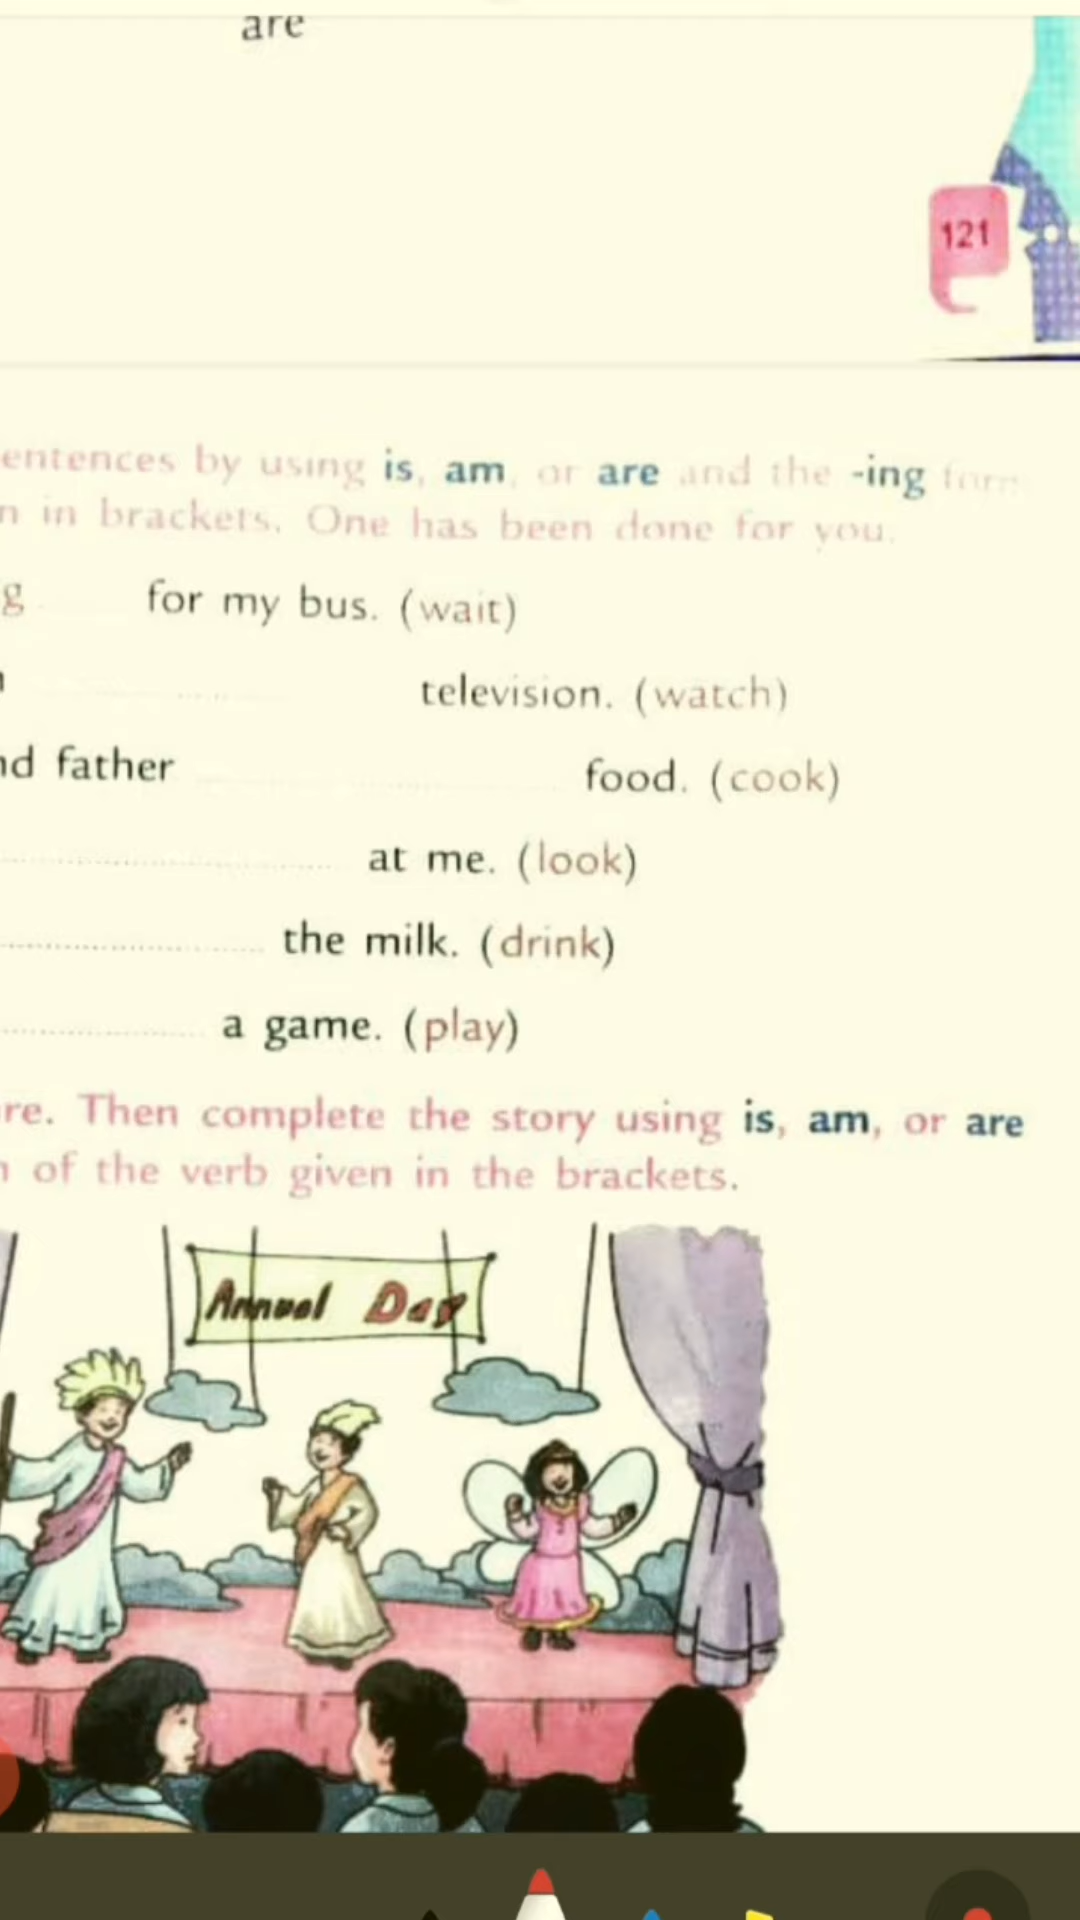 are
121
entences by using is, am, or are and the -ing form
n in brackets. One has been done for you.
g for my bus. (wait)
television. (watch)
nd father food. (cook)
at me. (look)
the milk. (drink)
a game. (play)
re. Then complete the story using is, am, or are
of the verb given in the brackets.
Annual Day